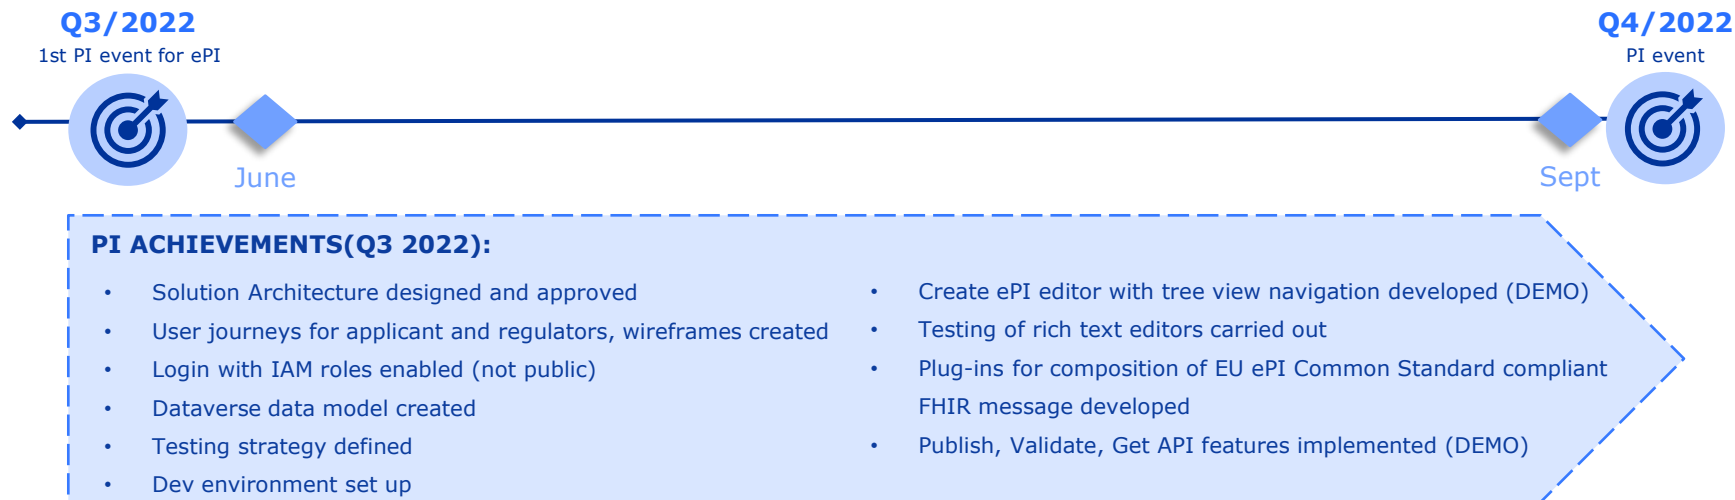 Q3/2022
1st PI event for ePI
Q4/2022
PI event
June
Sept
PI ACHIEVEMENTS(Q3 2022):
• Solution Architecture designed and approved
• User journeys for applicant and regulators, wireframes created
• Login with IAM roles enabled (not public)
• Dataverse data model created
• Testing strategy defined
• Dev environment set up
• Create ePI editor with tree view navigation developed (DEMO)
• Testing of rich text editors carried out
• Plug-ins for composition of EU ePI Common Standard compliant
FHIR message developed
• Publish, Validate, Get API features implemented (DEMO)